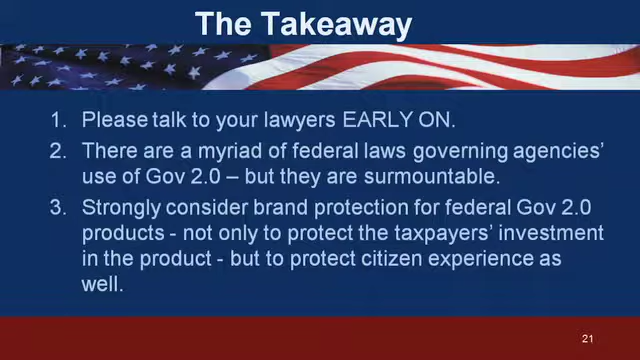 The Takeaway
1. Please talk to your lawyers EARLY ON.
2. There are a myriad of federal laws governing agencies’
use of Gov 2.0 – but they are surmountable.
3. Strongly consider brand protection for federal Gov 2.0
products - not only to protect the taxpayers’ investment
in the product - but to protect citizen experience as
well.
21